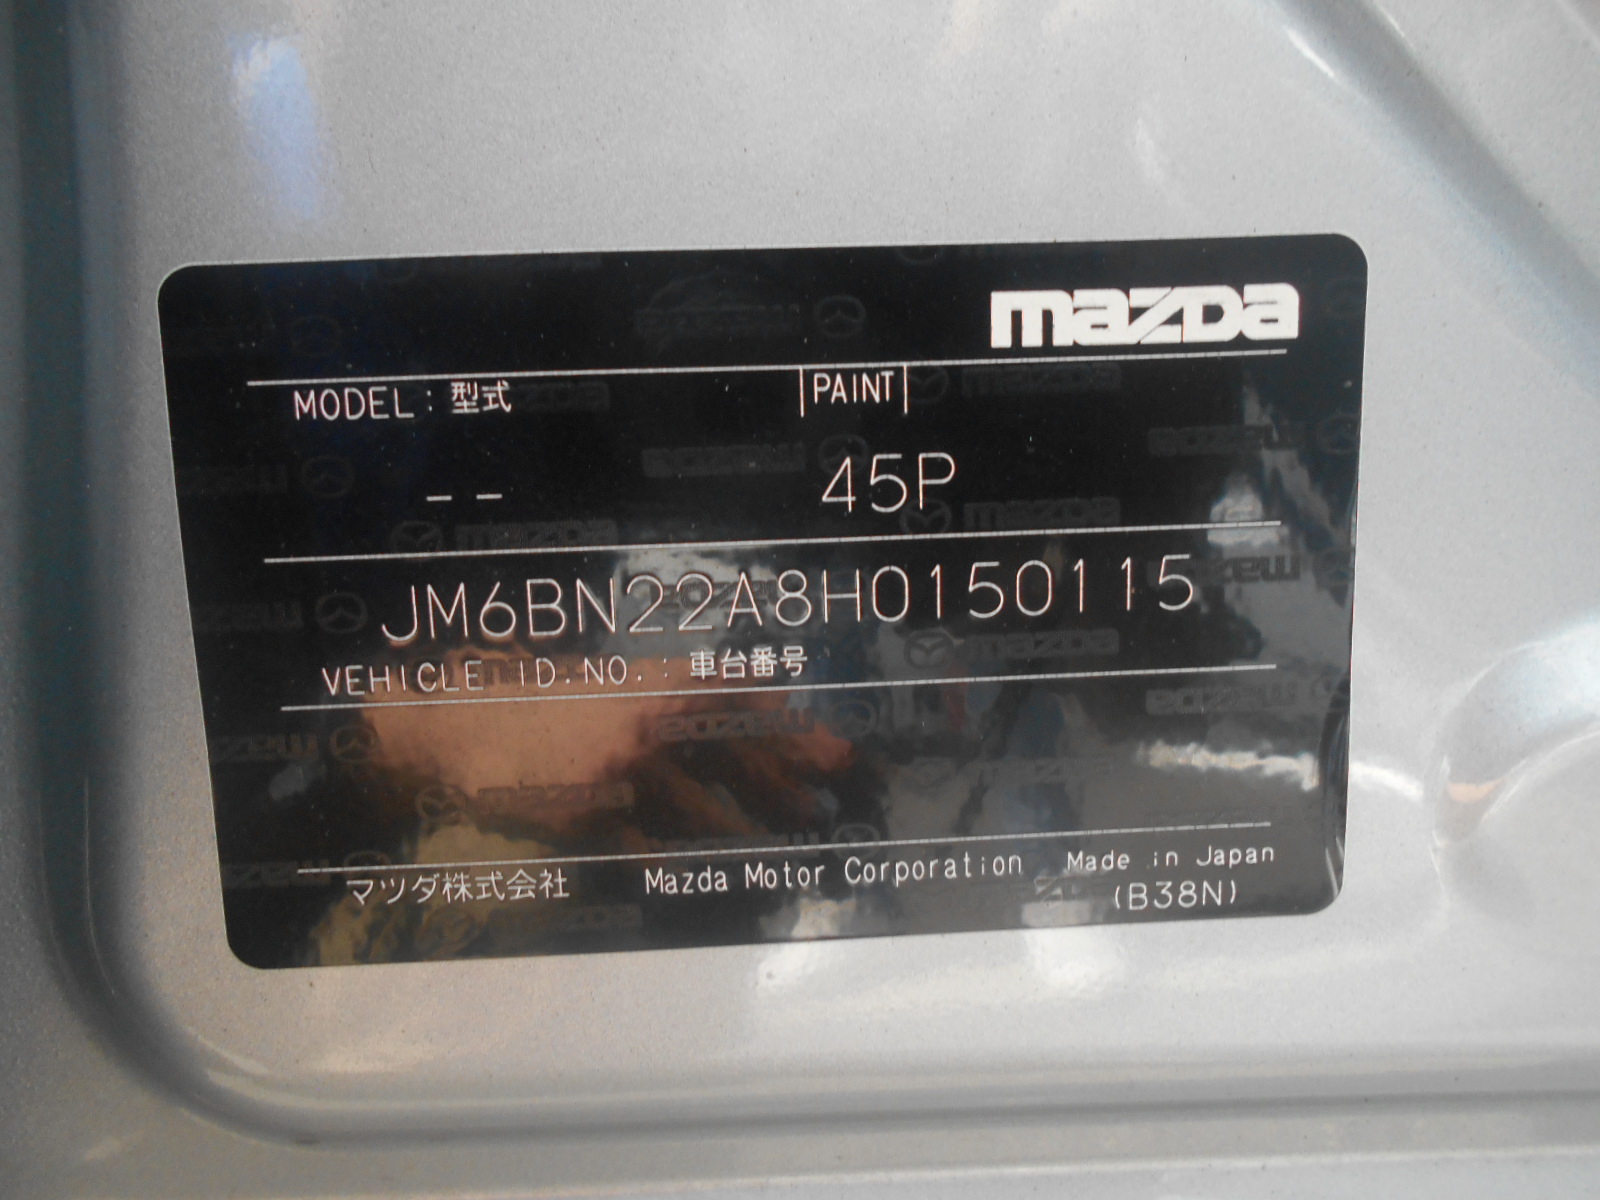 mazda
MODEL : 型式 |PAINT|
-- 45P
JM6BN22A8H0150115
VEHICLE ID.NO. : 車台番号
マツダ株式会社 Mazda Motor Corporation Made in Japan
(B38N)